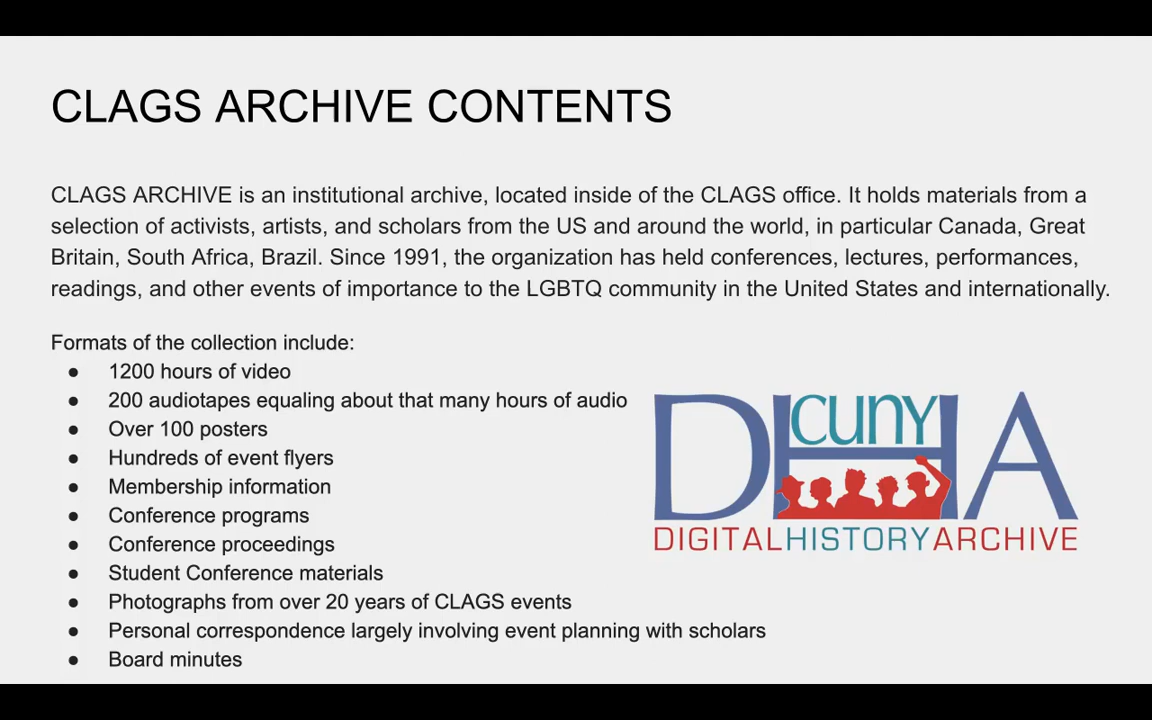 CLAGS ARCHIVE CONTENTS
CLAGS ARCHIVE is an institutional archive, located inside of the CLAGS office. It holds materials from a
selection of activists, artists, and scholars from the US and around the world, in particular Canada, Great
Britain, South Africa, Brazil. Since 1991, the organization has held conferences, lectures, performances,
readings, and other events of importance to the LGBTQ community in the United States and internationally.
Formats of the collection include:
● 1200 hours of video
● 200 audiotapes equaling about that many hours of audio
● Over 100 posters
● Hundreds of event flyers
● Membership information
● Conference programs
● Conference proceedings
● Student Conference materials
● Photographs from over 20 years of CLAGS events
● Personal correspondence largely involving event planning with scholars
● Board minutes
DHA
cuny
DIGITALHISTORYARCHIVE